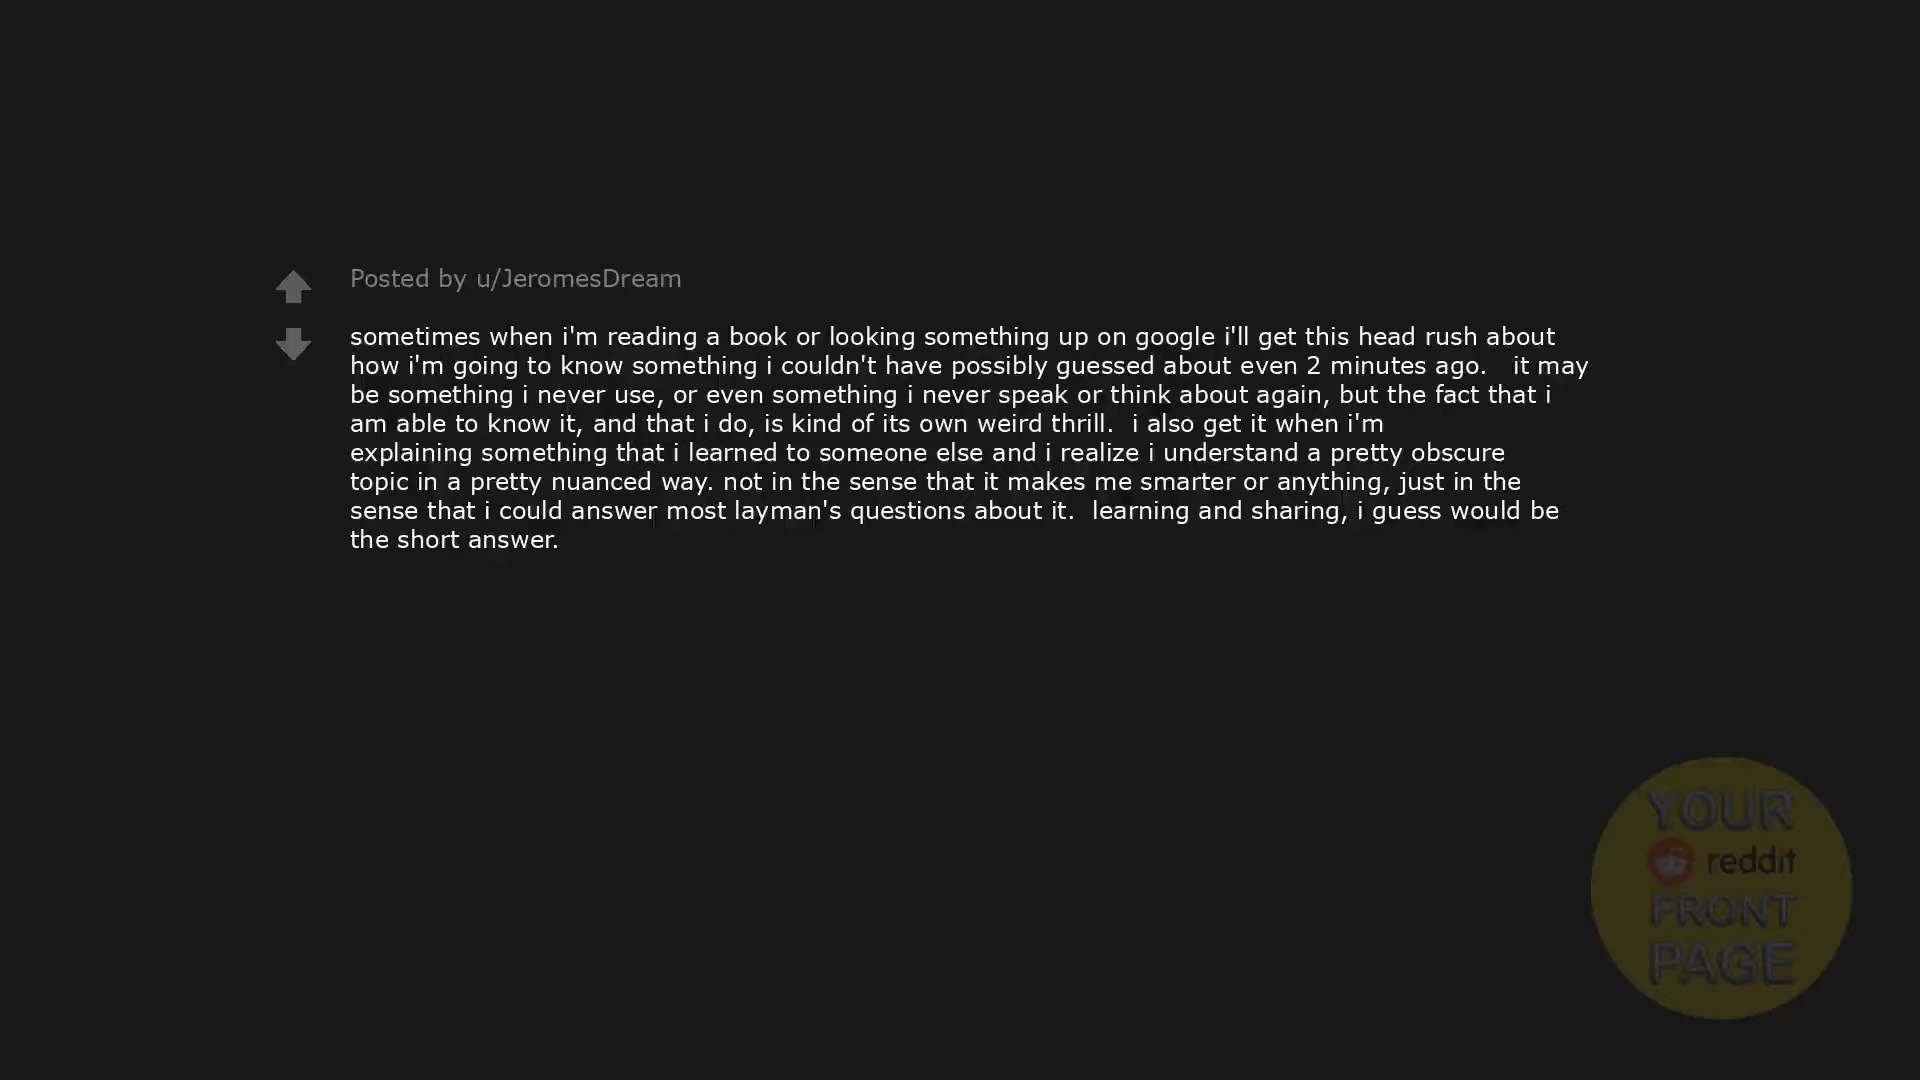 Posted by u/JeromesDream
sometimes when i'm reading a book or looking something up on google i'll get this head rush about
how i'm going to know something i couldn't have possibly guessed about even 2 minutes ago.   it may
be something i never use, or even something i never speak or think about again, but the fact that i
am able to know it, and that i do, is kind of its own weird thrill.  i also get it when i'm
explaining something that i learned to someone else and i realize i understand a pretty obscure
topic in a pretty nuanced way. not in the sense that it makes me smarter or anything, just in the
sense that i could answer most layman's questions about it.  learning and sharing, i guess would be
the short answer.
YOUR
reddit
FRONT
PAGE